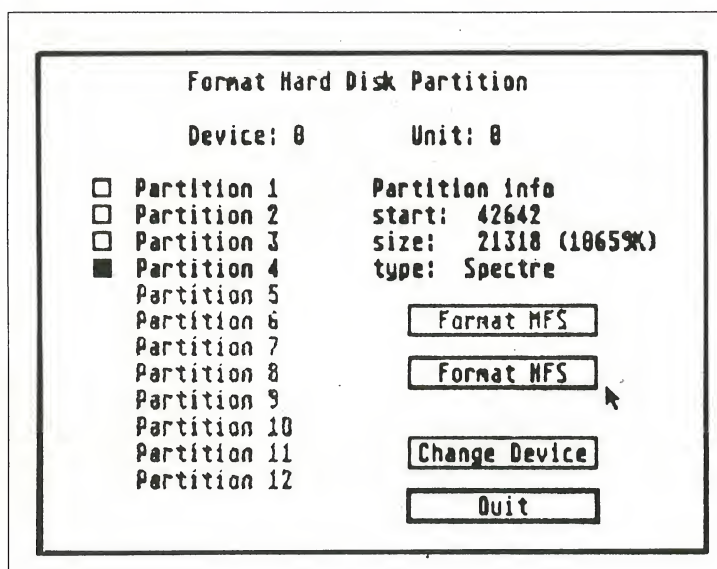 Format Hard Disk Partition
Device: 0 Unit: 0
Partition 1
Partition 2
Partition 3
Partition 4
Partition 5
Partition 6
Partition 7
Partition 8
Partition 9
Partition 10
Partition 11
Partition 12
Partition info
start: 42642
size: 21318 (10659K)
type: Spectre
Format MFS
Format HFS
Change Device
Quit